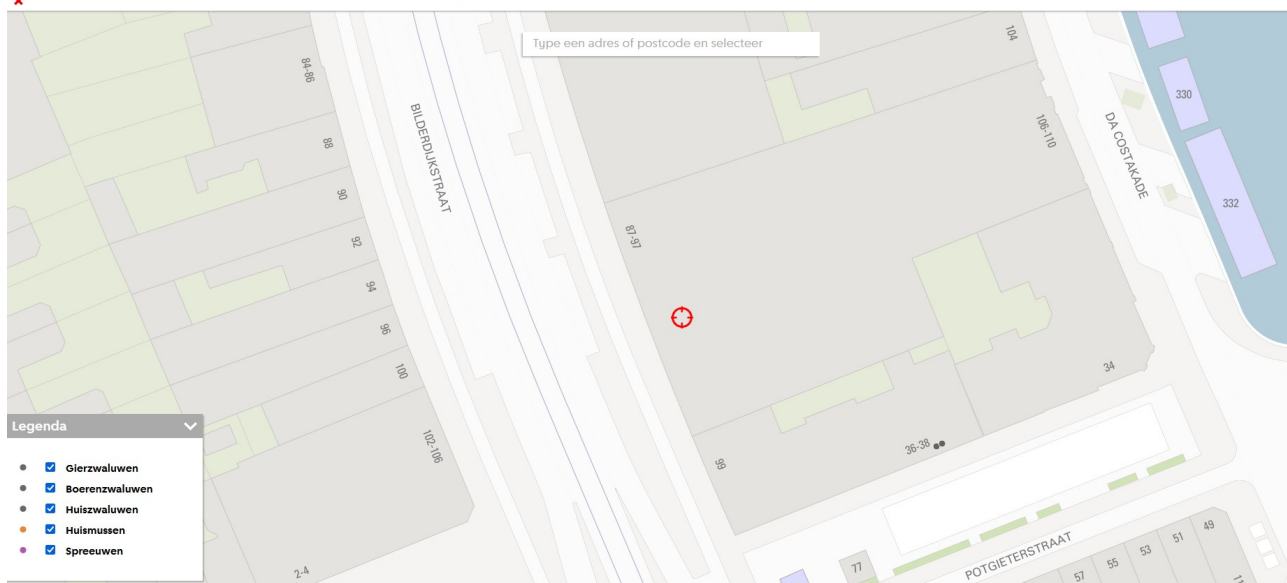 Type een adres of postcode en selecteer
84-86
88
90
92
94
96
100
102-106
2-4
BILDERDIJKSTRAAT
87-97
99
104
106-110
DA COSTAKADE
330
332
34
36-38
77
POTGIETERSTRAAT
57
55
53
51
49
Legenda
Gierzwaluwen
Boerenzwaluwen
Huiszwaluwen
Huismussen
Spreeuwen